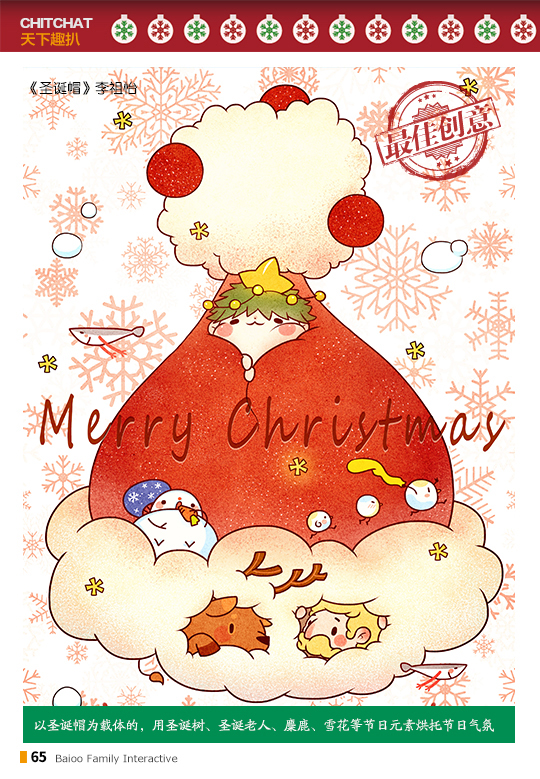 CHITCHAT
天下趣扒
《圣诞帽》李祖怡
最佳创意
Merry Christmas
以圣诞帽为载体的，用圣诞树、圣诞老人、麋鹿、雪花等节日元素烘托节日气氛
65 Baioo Family Interactive